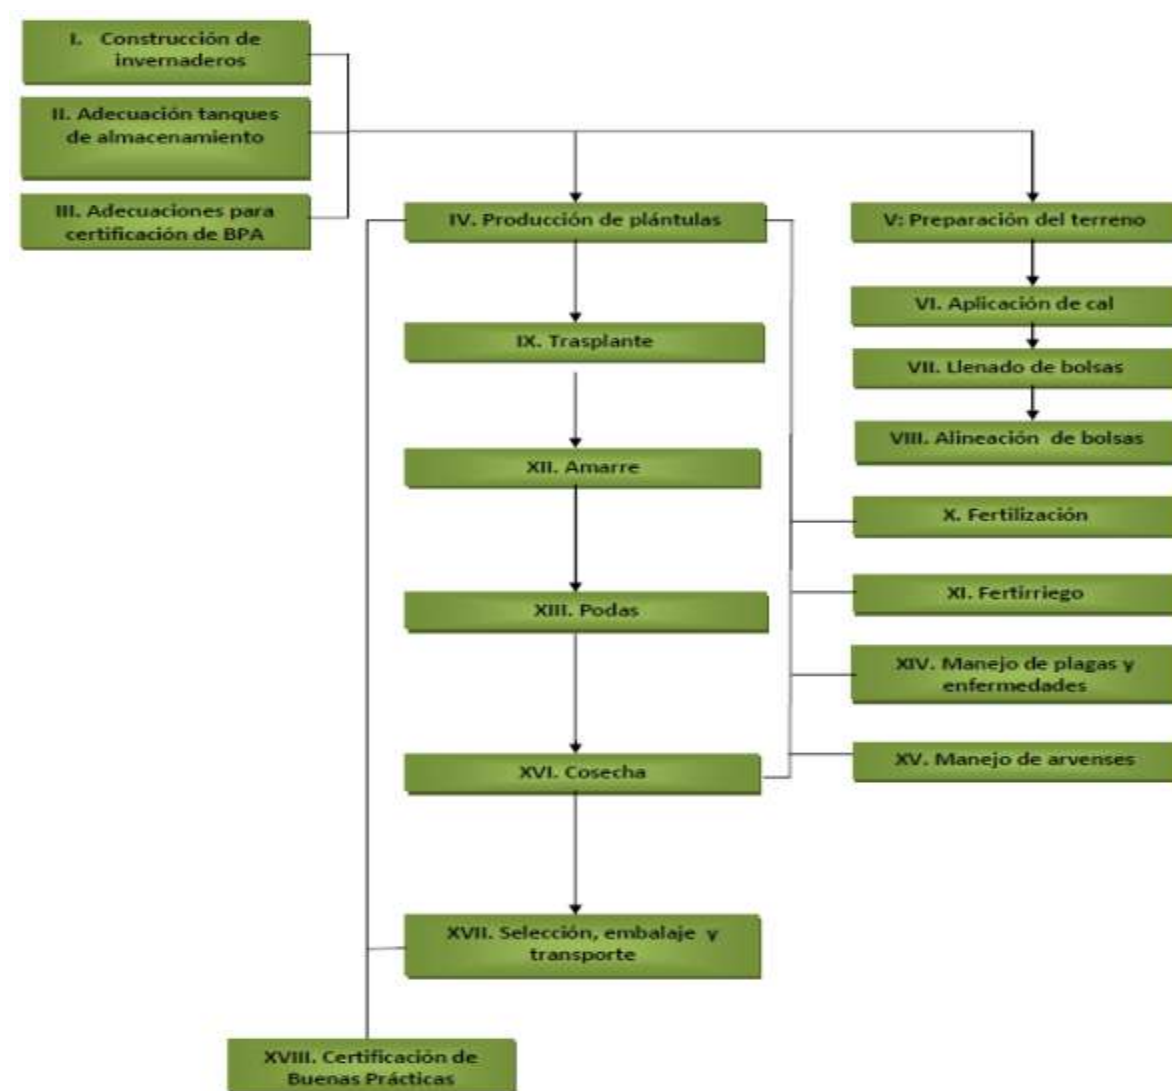 I. Construcción de
invernaderos
II. Adecuación tanques
de almacenamiento
III. Adecuaciones para
certificación de BPA
IV. Producción de plántulas
V: Preparación del terreno
VI. Aplicación de cal
IX. Trasplante
VII. Llenado de bolsas
VIII. Alineación de bolsas
XII. Amarre
X. Fertilización
XI. Fertirriego
XIII. Podas
XIV. Manejo de plagas y
enfermedades
XV. Manejo de arvenses
XVI. Cosecha
XVII. Selección, embalaje y
transporte
XVIII. Certificación de
Buenas Prácticas